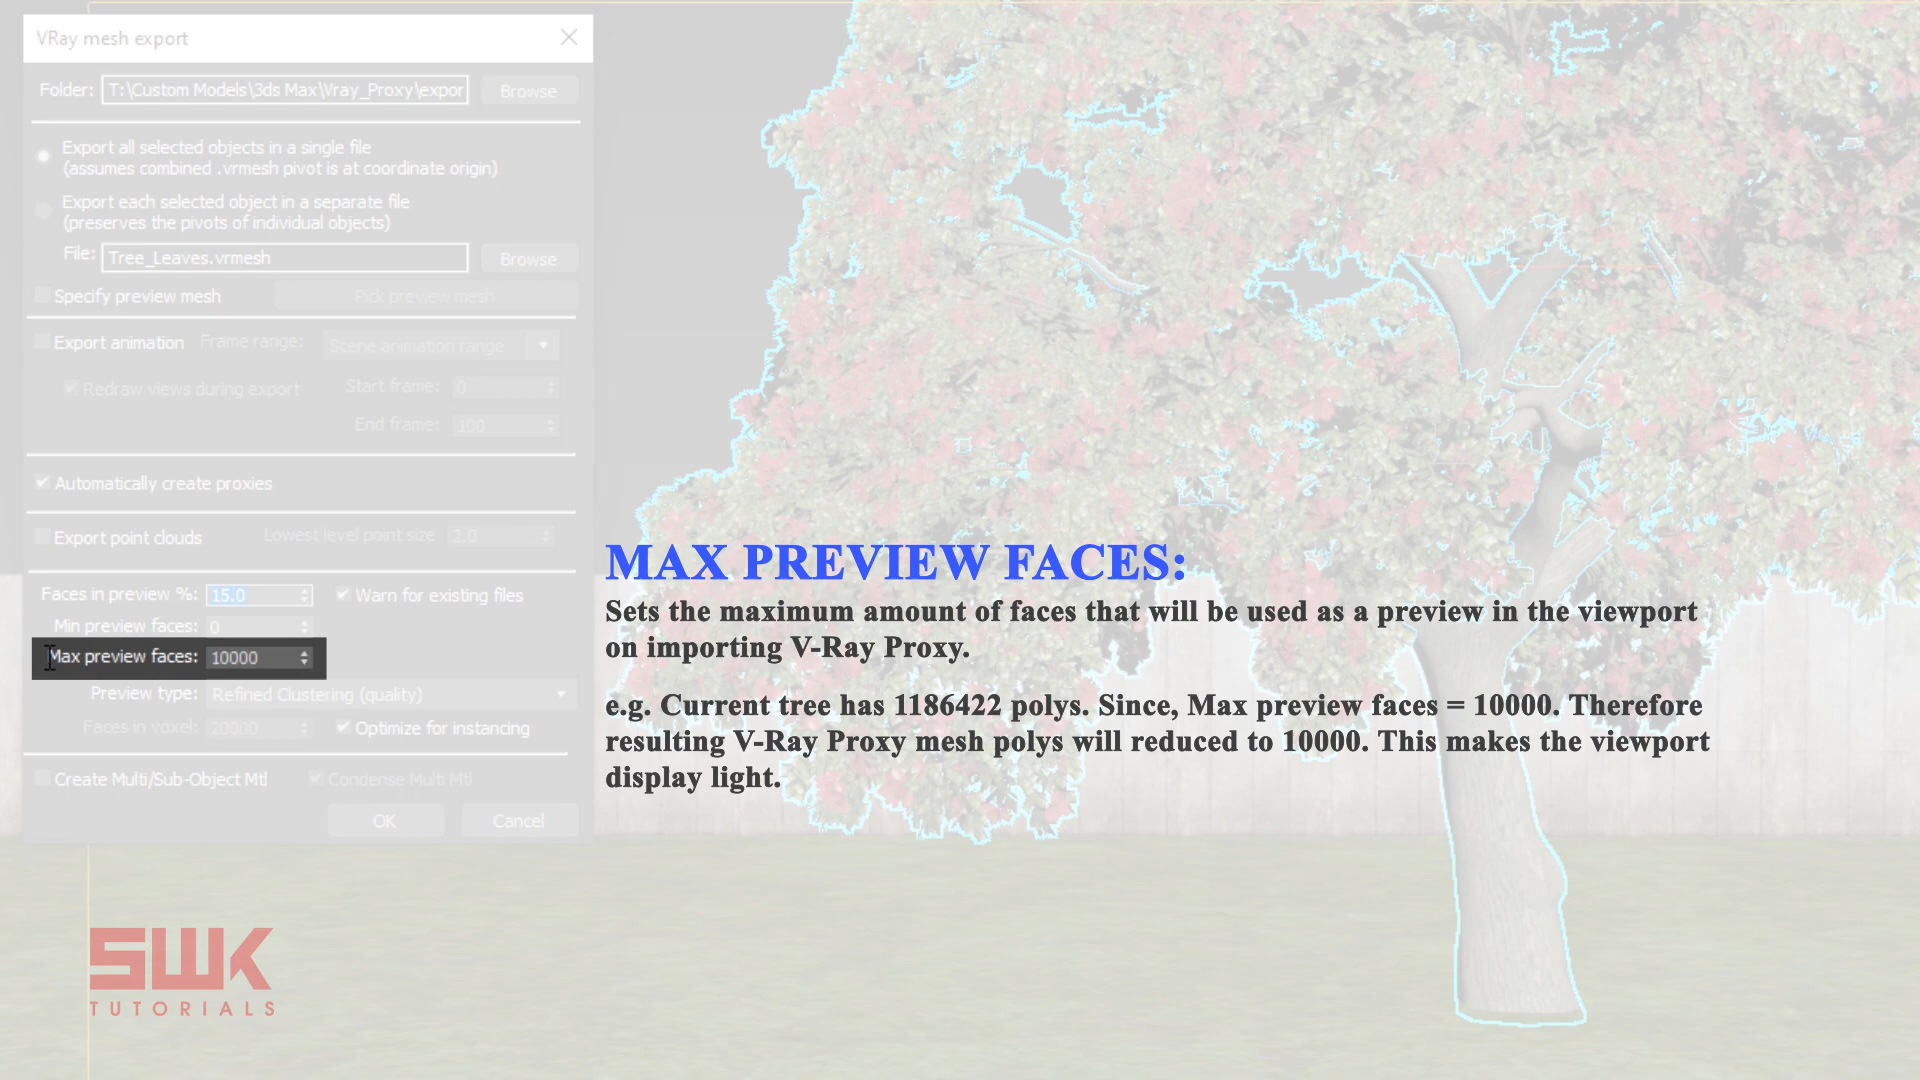 VRay mesh export
Folder: T:\Custom Models\3ds Max\Vray_Proxy\expor Browse
Export all selected objects in a single file
(assumes combined .vrmesh pivot is at coordinate origin)
Export each selected object in a separate file
(preserves the pivots of individual objects)
File: Tree_Leaves.vrmesh Browse
Specify preview mesh Pick preview mesh
Export animation Frame range: Scene animation range
Redraw views during export Start frame: 0
End frame: 100
Automatically create proxies
Export point clouds Lowest level point size 2.0
Faces in preview %: 15.0 Warn for existing files
Min preview faces: 0
Max preview faces: 10000
Preview type: Refined Clustering (quality)
Faces in voxel: 20000 Optimize for instancing
Create Multi/Sub-Object Mtl Condense Multi Mtl
OK Cancel
MAX PREVIEW FACES:
Sets the maximum amount of faces that will be used as a preview in the viewport
on importing V-Ray Proxy.
e.g. Current tree has 1186422 polys. Since, Max preview faces = 10000. Therefore
resulting V-Ray Proxy mesh polys will reduced to 10000. This makes the viewport
display light.
SWK
TUTORIALS